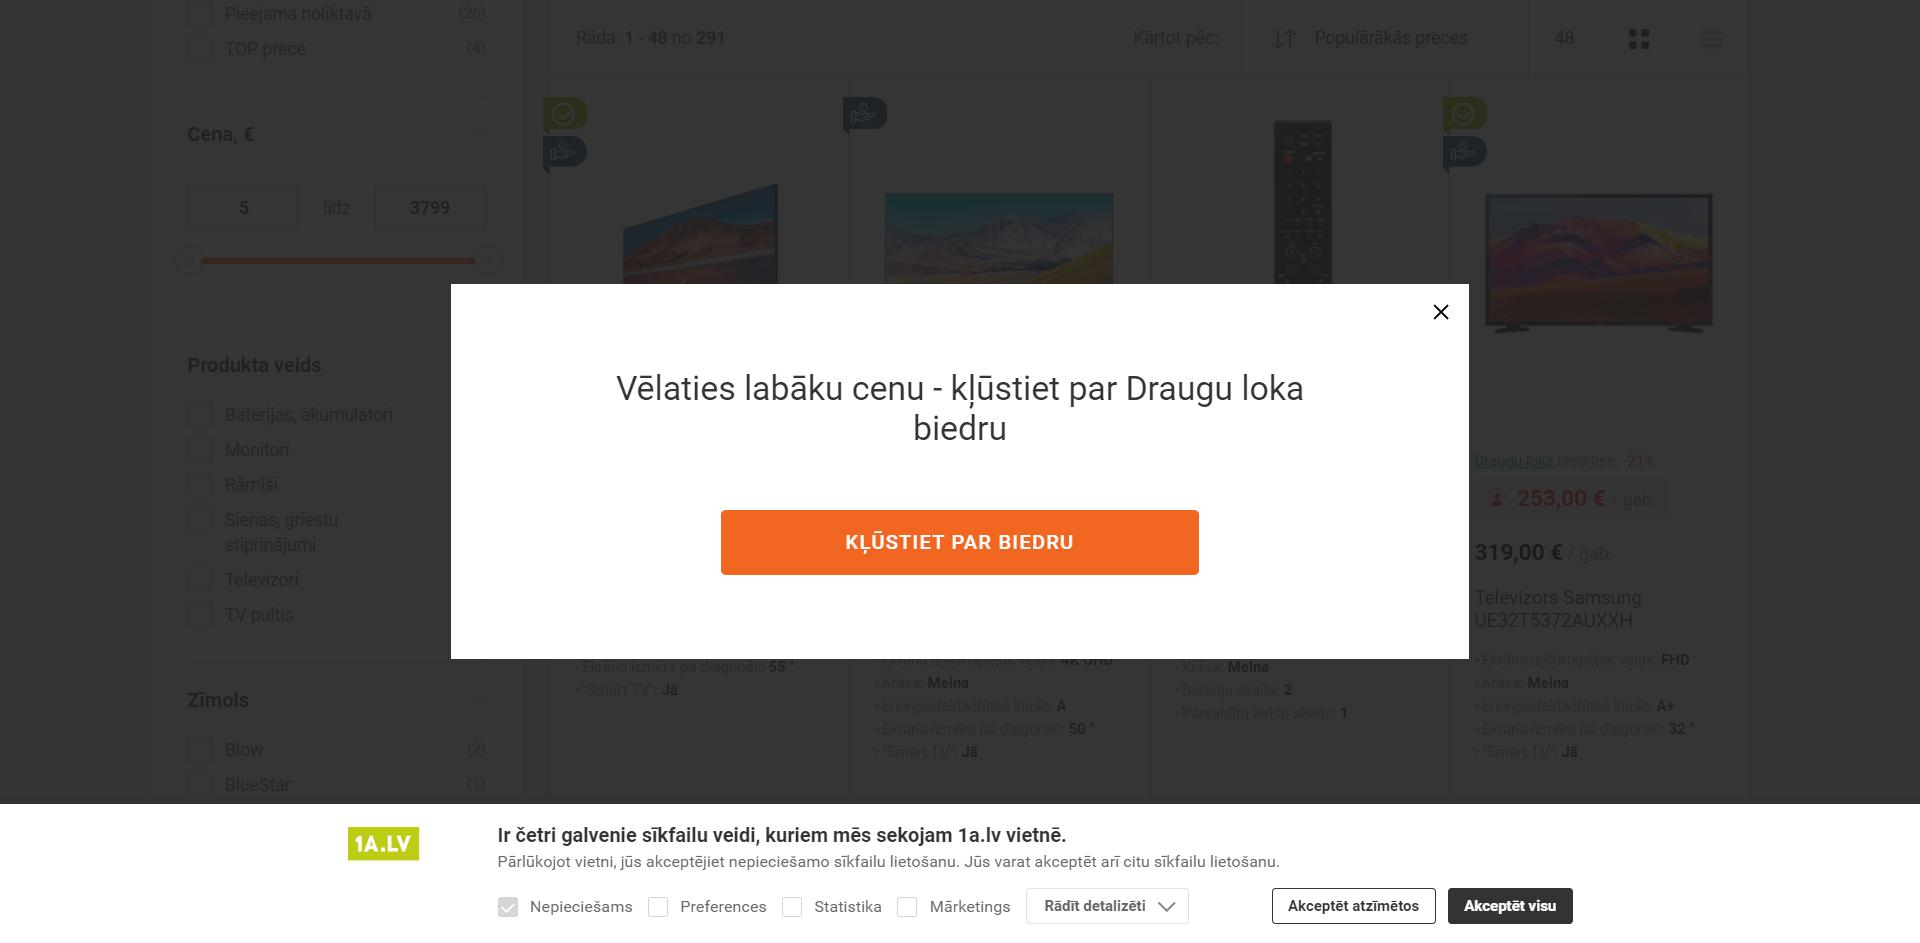 Pieejama noliktavā (26)
TOP prece (4)
Cena, €
5 līdz 3799
Produkta veids
Baterijas, akumulatori
Monitori
Rāmīši
Sienas, griestu
stiprinājumi
Televizori
TV pultis
Zīmols
Blow (2)
BlueStar (1)
Rāda: 1 - 48 no 291
Kārtot pēc: Populārākās preces 48
Vēlaties labāku cenu - kļūstiet par Draugu loka
biedru
KĻŪSTIET PAR BIEDRU
• Ekrāna izmērs pa diagonāli: 55 "
• "Smart TV": Jā
• Ekrāna izšķirtspējas veids: 4K UHD
• Krāsa: Melna
• Energoefektivitātes klase: A
• Ekrāna izmērs pa diagonāli: 50 "
• "Smart TV": Jā
• Krāsa: Melna
• Bateriju skaits: 2
• Pārvaldīto ierīču skaits: 1
Draugu loka biedriem: -21%
253,00 € / gab.
319,00 € / gab.
Televizors Samsung
UE32T5372AUXXH
• Ekrāna izšķirtspējas veids: FHD
• Krāsa: Melna
• Energoefektivitātes klase: A+
• Ekrāna izmērs pa diagonāli: 32 "
• "Smart TV": Jā
1A.LV
Ir četri galvenie sīkfailu veidi, kuriem mēs sekojam 1a.lv vietnē.
Pārlūkojot vietni, jūs akceptējiet nepieciešamo sīkfailu lietošanu. Jūs varat akceptēt arī citu sīkfailu lietošanu.
Nepieciešams Preferences Statistika Mārketings Rādīt detalizēti Akceptēt atzīmētos Akceptēt visu